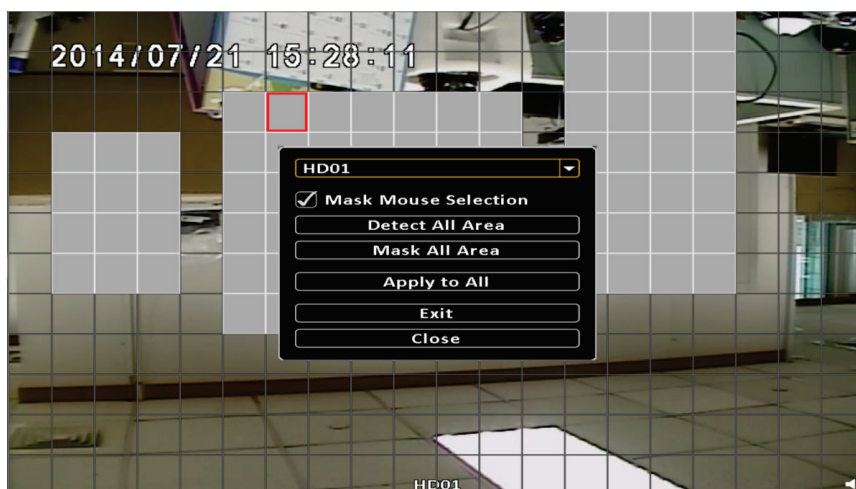 2014/07/21 15:28:11
HD01
Mask Mouse Selection
Detect All Area
Mask All Area
Apply to All
Exit
Close
HD01